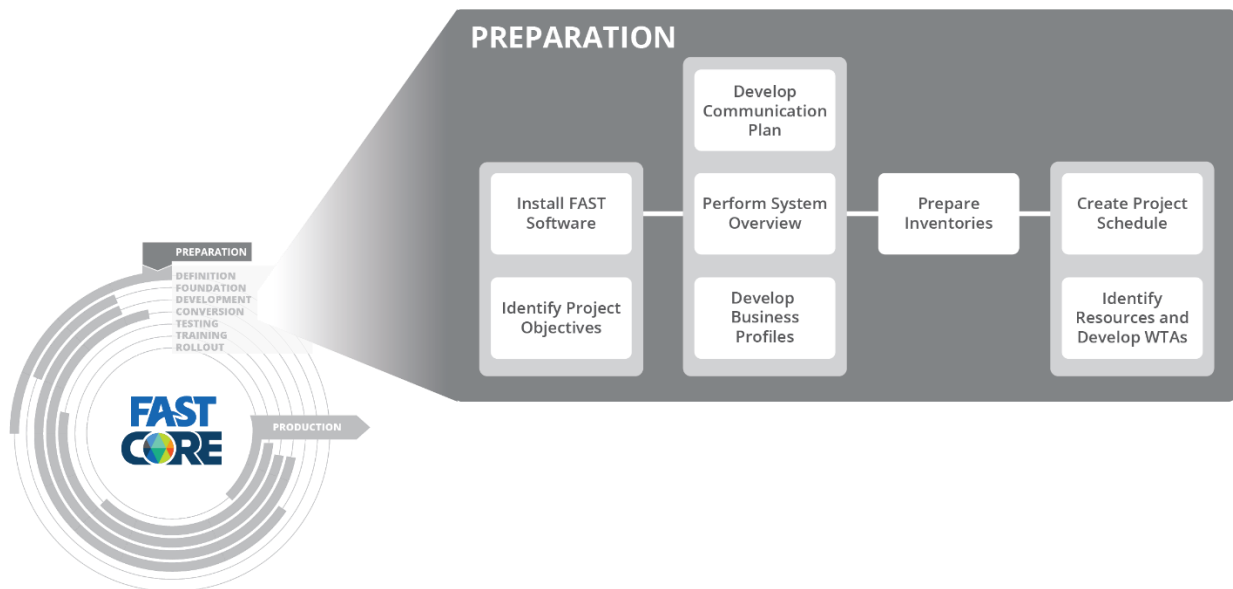 PREPARATION
Develop
Communication
Plan
Install FAST
Software
Perform System
Overview
Prepare
Inventories
Create Project
Schedule
Identify Project
Objectives
Develop
Business
Profiles
Identify
Resources and
Develop WTAs
PREPARATION
DEFINITION
FOUNDATION
DEVELOPMENT
CONVERSION
TESTING
TRAINING
ROLLOUT
FAST
CORE
PRODUCTION